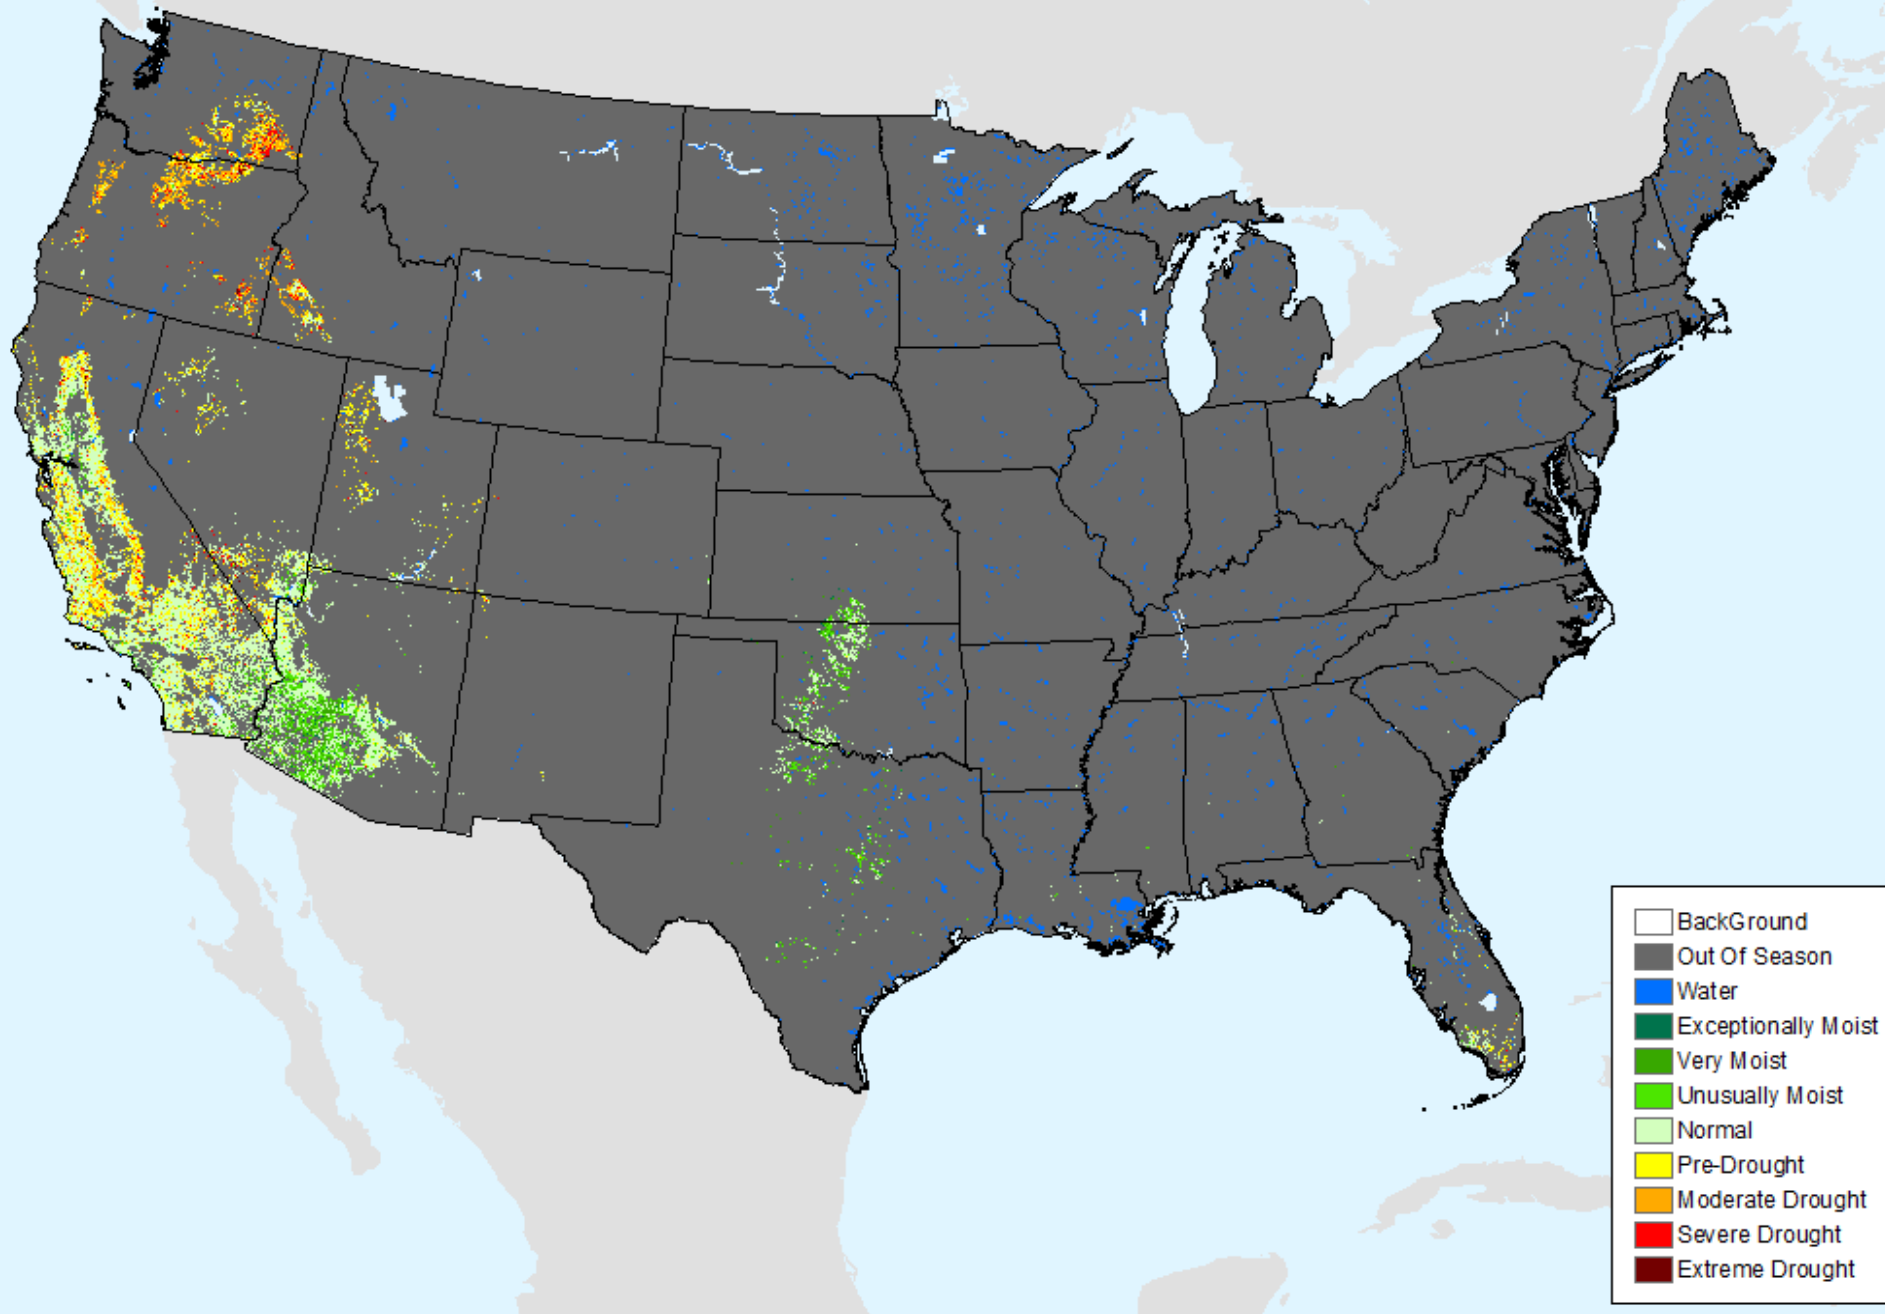 BackGround
Out Of Season
Water
Exceptionally Moist
Very Moist
Unusually Moist
Normal
Pre-Drought
Moderate Drought
Severe Drought
Extreme Drought